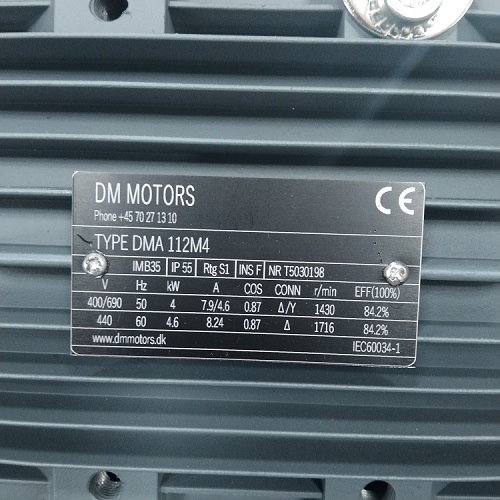 DM MOTORS
CE
Phone +45 70 27 13 10
TYPE DMA 112M4
IMB35 IP 55 Rtg S1 INS F NR T5030198
V Hz kW A COS CONN r/min EFF(100%)
400/690 50 4 7.9/4.6 0.87 Δ/Y 1430 84.2%
440 60 4.6 8.24 0.87 Δ 1716 84.2%
www.dmmotors.dk IEC60034-1